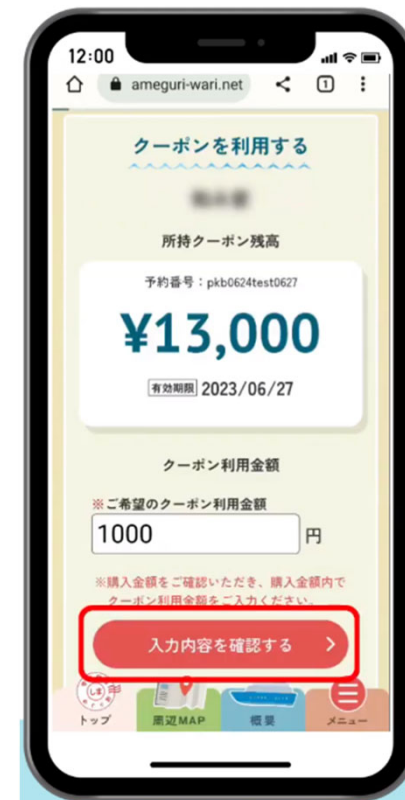 12:00
ameguri-wari.net
1
クーポンを利用する
所持クーポン残高
予約番号：pkb0624test0627
¥13,000
有効期限 2023/06/27
クーポン利用金額
※ご希望のクーポン利用金額
1000 円
※購入金額をご確認いただき、購入金額内で
クーポン利用金額をご入力ください。
入力内容を確認する
しま
トップ 周辺MAP 概要 メニュー